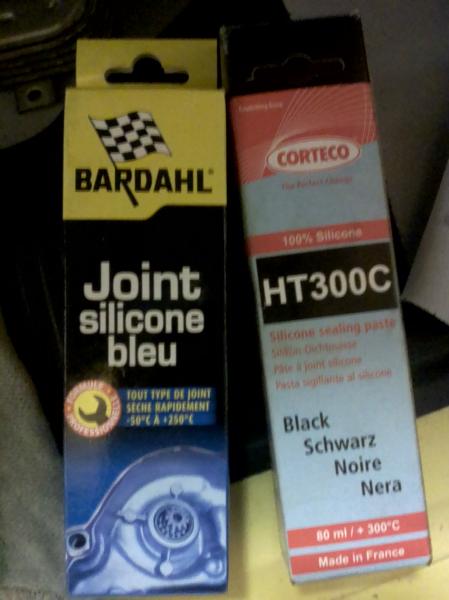 BARDAHL
Joint
silicone
bleu
FORMULE
PROFESSIONNELLE
TOUT TYPE DE JOINT
SÈCHE RAPIDEMENT
-50°C À +250°C
CORTECO
The Perfect Change
100% Silicone
HT300C
Silicone sealing paste
Silikon-Dichtmasse
Pâte à joint silicone
Pasta sigillante al silicone
Black
Schwarz
Noire
Nera
80 ml / + 300°C
Made in France